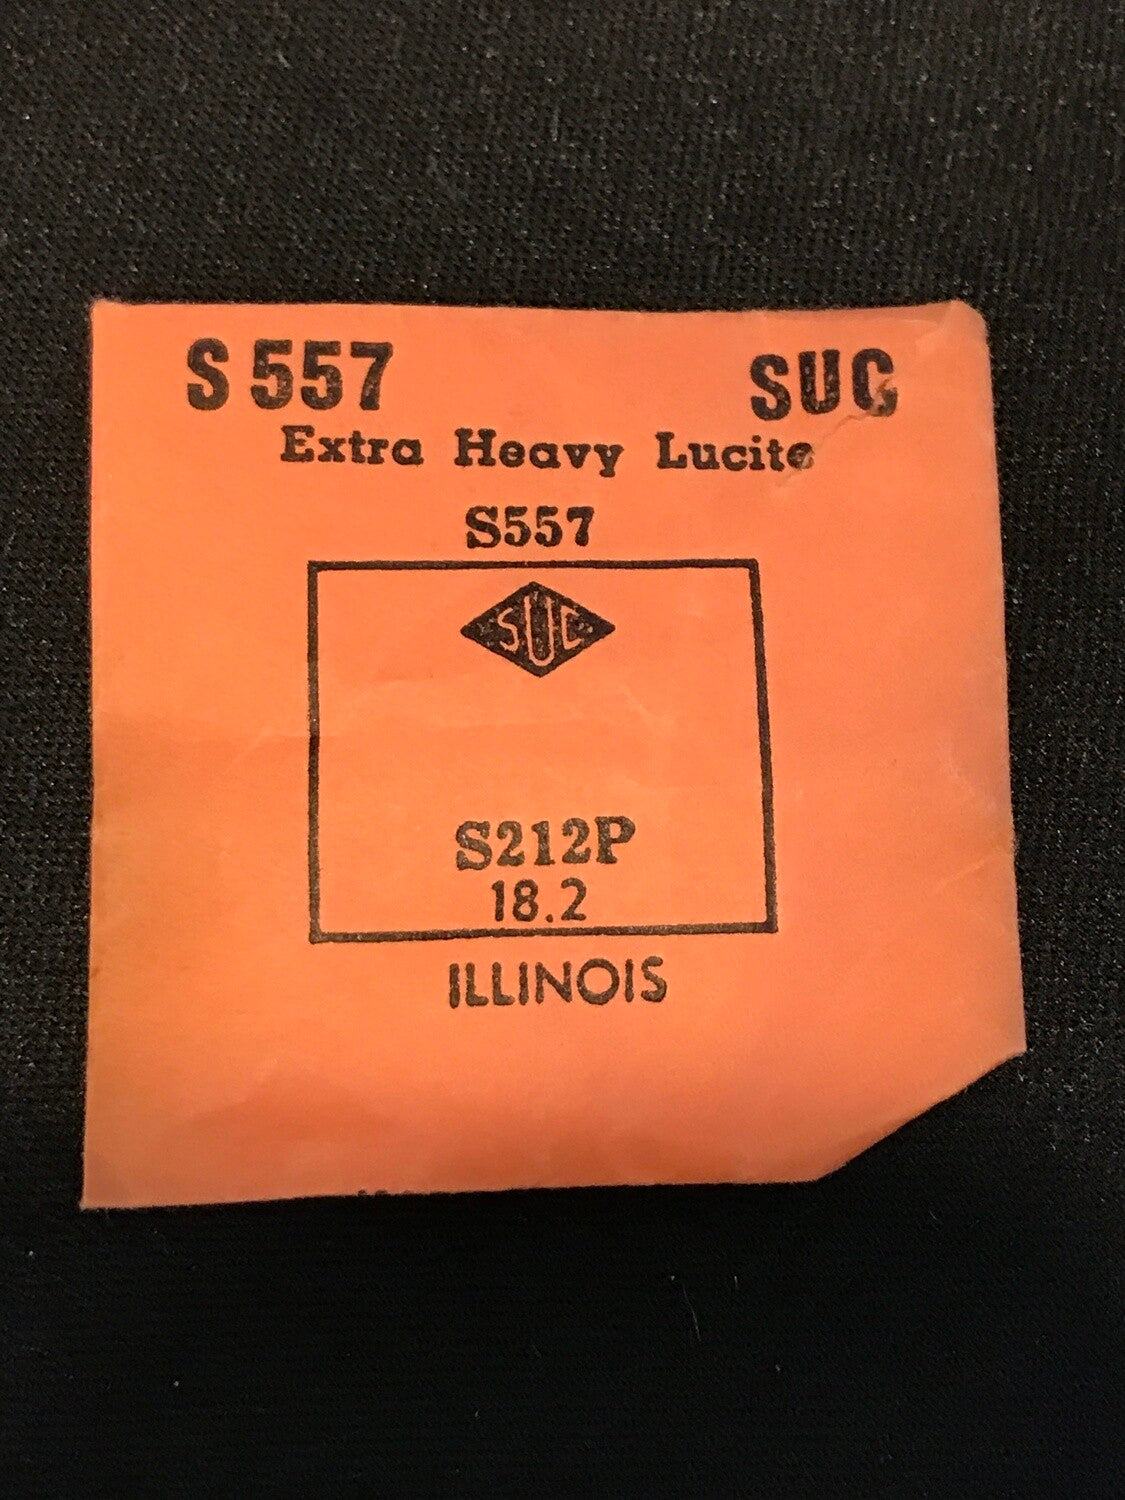 S 557 SUC
Extra Heavy Lucite
S557
SUC
S212P
18.2
ILLINOIS